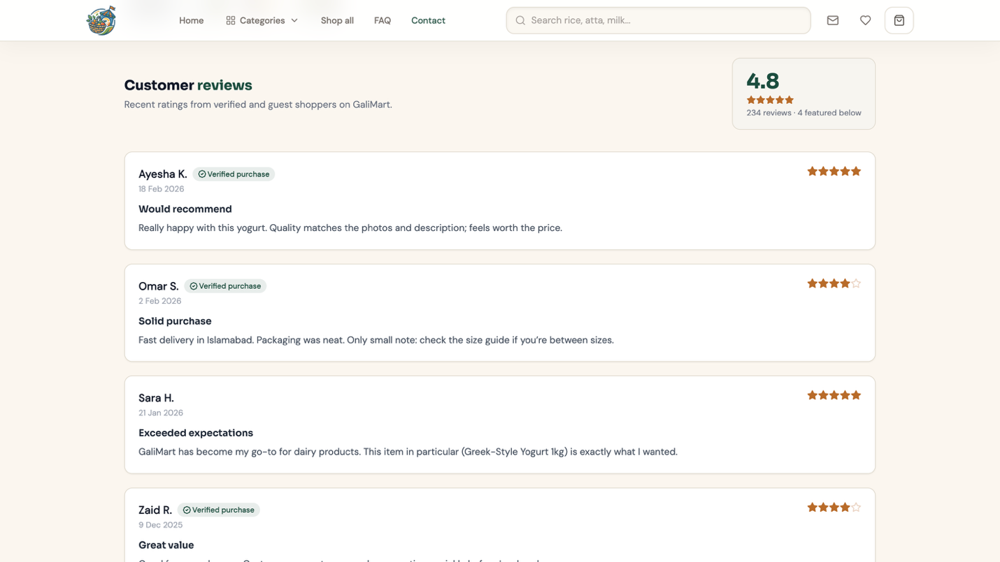 Home
Categories
Shop all
FAQ
Contact
Search rice, atta, milk...
Customer reviews
Recent ratings from verified and guest shoppers on GaliMart.
4.8
234 reviews · 4 featured below
Ayesha K.
Verified purchase
18 Feb 2026
Would recommend
Really happy with this yogurt. Quality matches the photos and description; feels worth the price.
Omar S.
Verified purchase
2 Feb 2026
Solid purchase
Fast delivery in Islamabad. Packaging was neat. Only small note: check the size guide if you’re between sizes.
Sara H.
21 Jan 2026
Exceeded expectations
GaliMart has become my go-to for dairy products. This item in particular (Greek-Style Yogurt 1kg) is exactly what I wanted.
Zaid R.
Verified purchase
9 Dec 2025
Great value